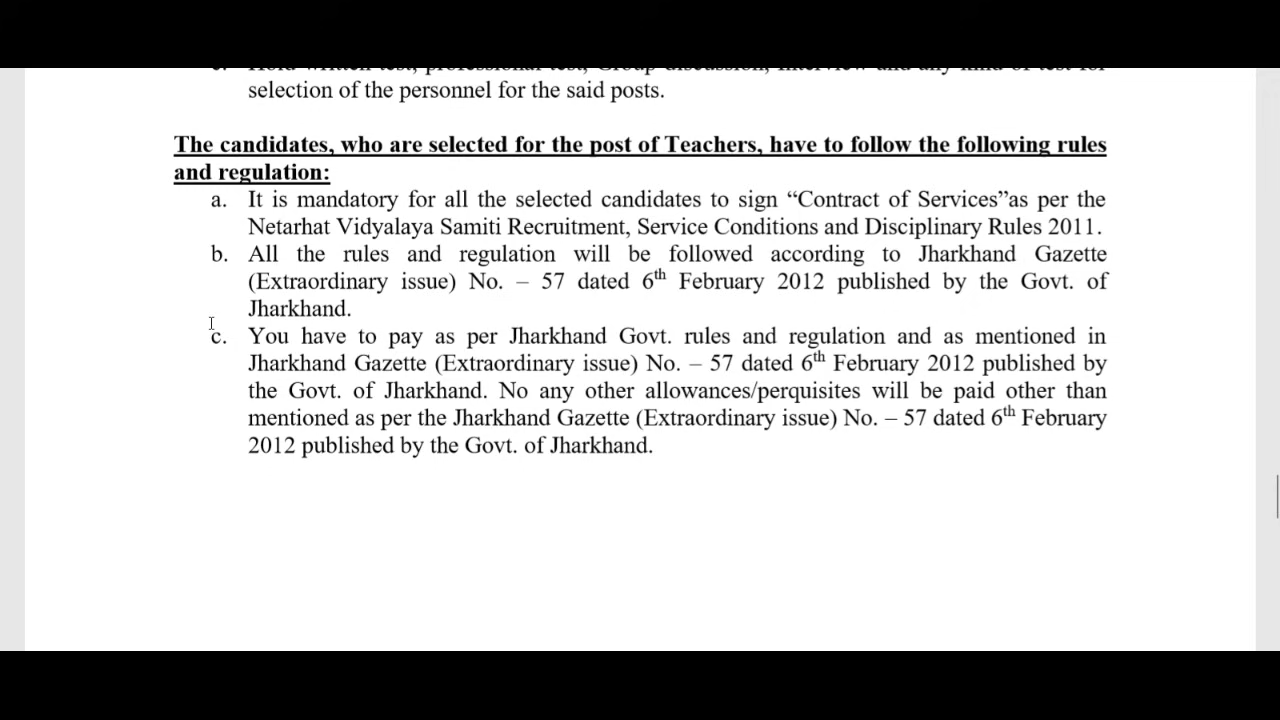 selection of the personnel for the said posts.
The candidates, who are selected for the post of Teachers, have to follow the following rules
and regulation:
a. It is mandatory for all the selected candidates to sign “Contract of Services”as per the
Netarhat Vidyalaya Samiti Recruitment, Service Conditions and Disciplinary Rules 2011.
b. All the rules and regulation will be followed according to Jharkhand Gazette
(Extraordinary issue) No. – 57 dated 6th February 2012 published by the Govt. of
Jharkhand.
c. You have to pay as per Jharkhand Govt. rules and regulation and as mentioned in
Jharkhand Gazette (Extraordinary issue) No. – 57 dated 6th February 2012 published by
the Govt. of Jharkhand. No any other allowances/perquisites will be paid other than
mentioned as per the Jharkhand Gazette (Extraordinary issue) No. – 57 dated 6th February
2012 published by the Govt. of Jharkhand.